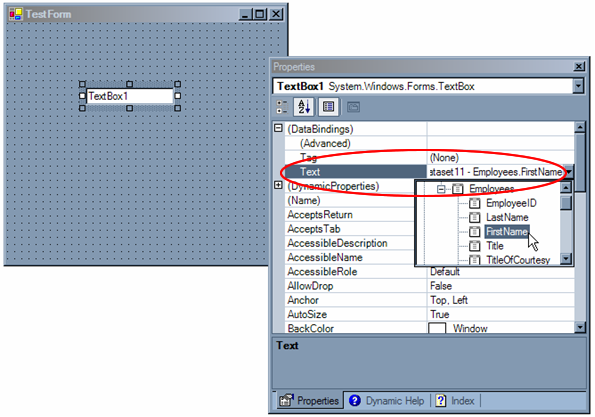 TestForm
TextBox1
Properties
TextBox1 System.Windows.Forms.TextBox
(DataBindings)
(Advanced)
Tag (None)
Text ataset11 - Employees.FirstName
(DynamicProperties)
Employees
(Name)
EmployeeID
AcceptsReturn
LastName
AcceptsTab
FirstName
AccessibleDescription
Title
AccessibleName
TitleOfCourtesy
AccessibleRole Default
AllowDrop False
Anchor Top, Left
AutoSize True
BackColor Window
Text
Properties Dynamic Help Index